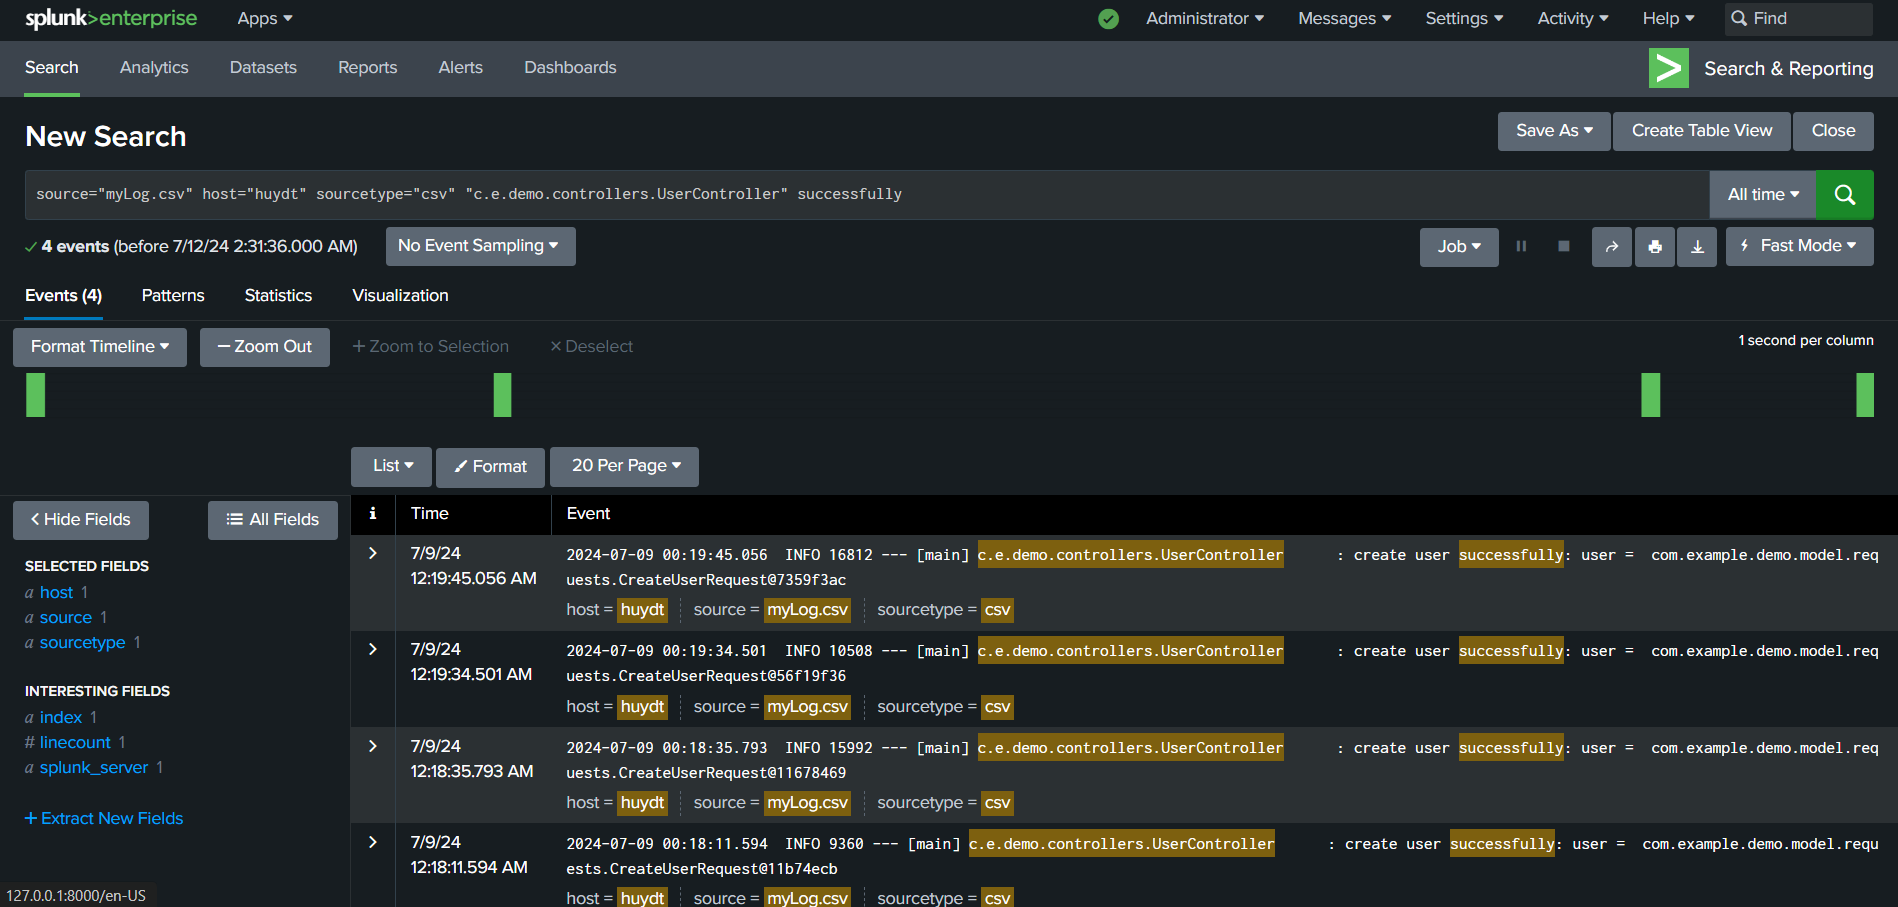 splunk>enterprise Apps Administrator Messages Settings Activity Help Find
Search Analytics Datasets Reports Alerts Dashboards Search & Reporting
New Search Save As Create Table View Close
source="myLog.csv" host="huydt" sourcetype="csv" "c.e.demo.controllers.UserController" successfully All time
4 events (before 7/12/24 2:31:36.000 AM) No Event Sampling Job Fast Mode
Events (4) Patterns Statistics Visualization
Format Timeline — Zoom Out + Zoom to Selection × Deselect 1 second per column
List Format 20 Per Page
< Hide Fields All Fields
SELECTED FIELDS
a host 1
a source 1
a sourcetype 1
INTERESTING FIELDS
a index 1
# linecount 1
a splunk_server 1
+ Extract New Fields
i Time Event
> 7/9/24 12:19:45.056 AM
2024-07-09 00:19:45.056  INFO 16812 --- [main] c.e.demo.controllers.UserController      : create user successfully: user =  com.example.demo.model.req
uests.CreateUserRequest@7359f3ac
host = huydt source = myLog.csv sourcetype = csv
> 7/9/24 12:19:34.501 AM
2024-07-09 00:19:34.501  INFO 10508 --- [main] c.e.demo.controllers.UserController      : create user successfully: user =  com.example.demo.model.req
uests.CreateUserRequest@56f19f36
host = huydt source = myLog.csv sourcetype = csv
> 7/9/24 12:18:35.793 AM
2024-07-09 00:18:35.793  INFO 15992 --- [main] c.e.demo.controllers.UserController      : create user successfully: user =  com.example.demo.model.req
uests.CreateUserRequest@11678469
host = huydt source = myLog.csv sourcetype = csv
> 7/9/24 12:18:11.594 AM
2024-07-09 00:18:11.594  INFO 9360 --- [main] c.e.demo.controllers.UserController      : create user successfully: user =  com.example.demo.model.requ
ests.CreateUserRequest@11b74ecb
host = huydt source = myLog.csv sourcetype = csv
127.0.0.1:8000/en-US